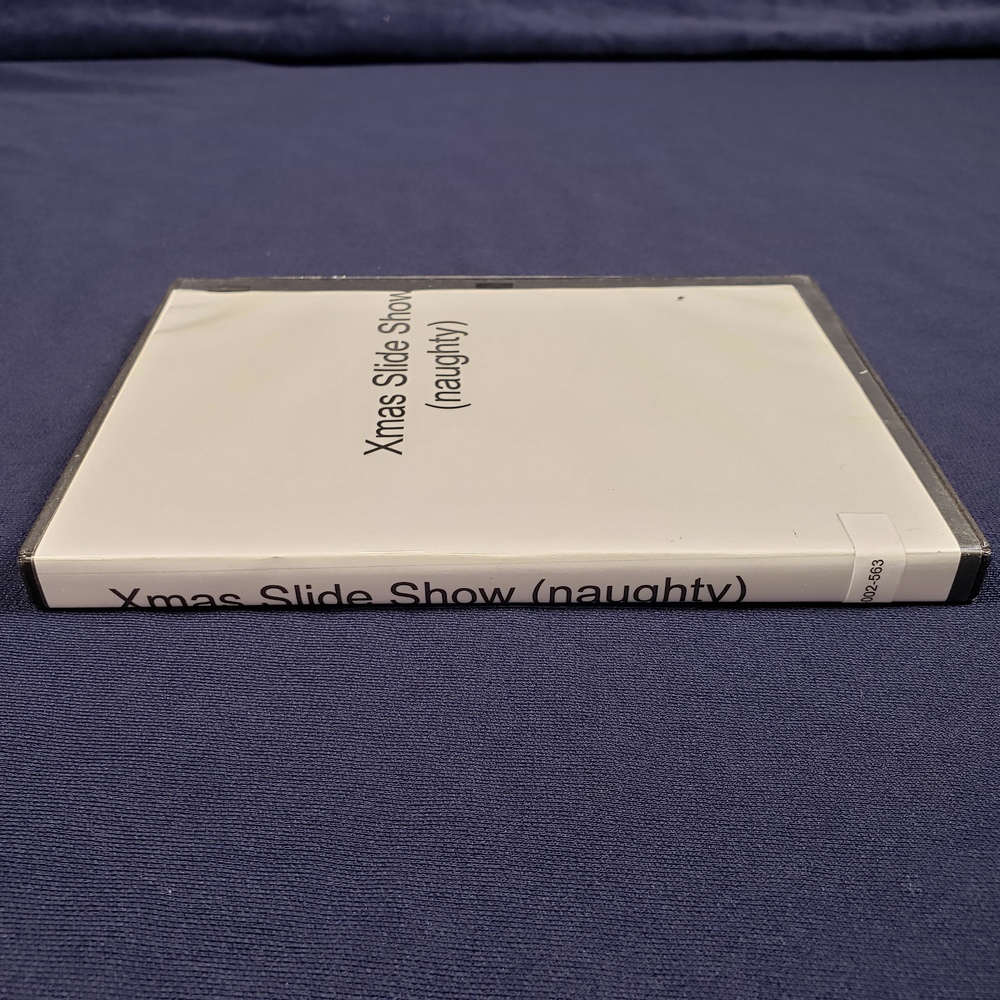 Xmas Slide Show
(naughty)
Xmas Slide Show (naughty)
002-563